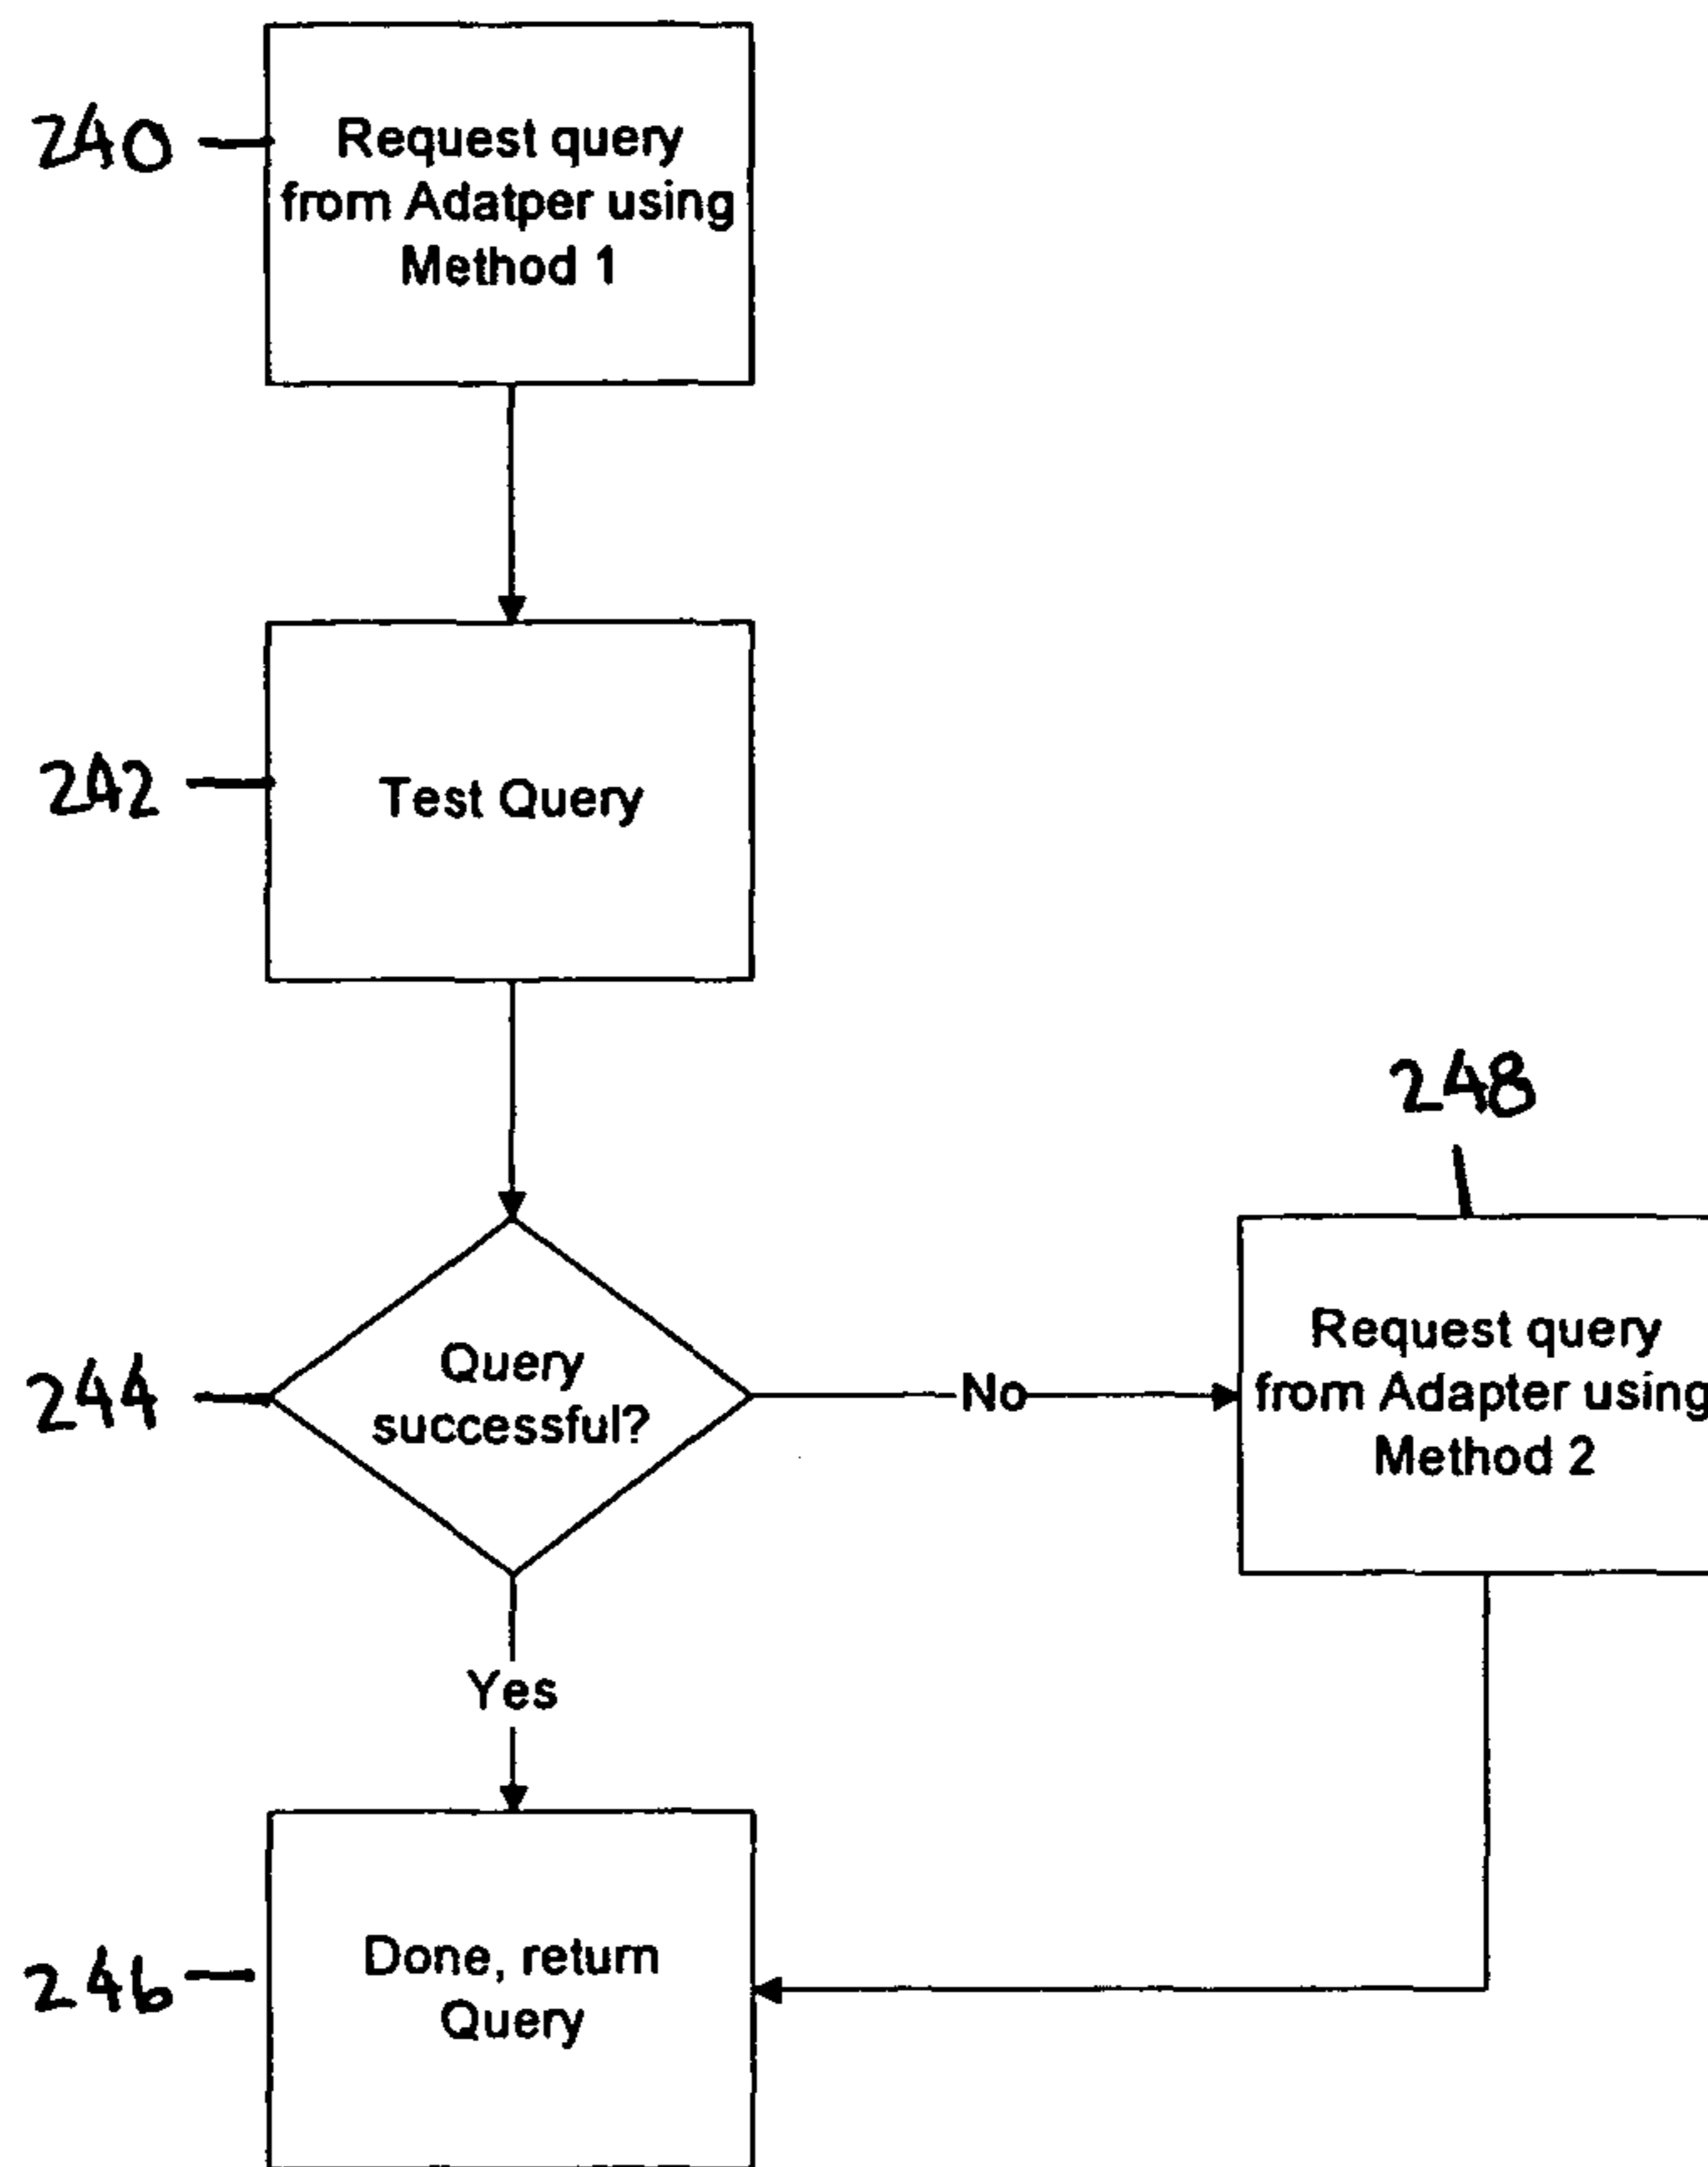 240
Request query
from Adatper using
Method 1
242
Test Query
248
244
Query
successful?
No
Request query
from Adapter using
Method 2
Yes
246
Done, return
Query